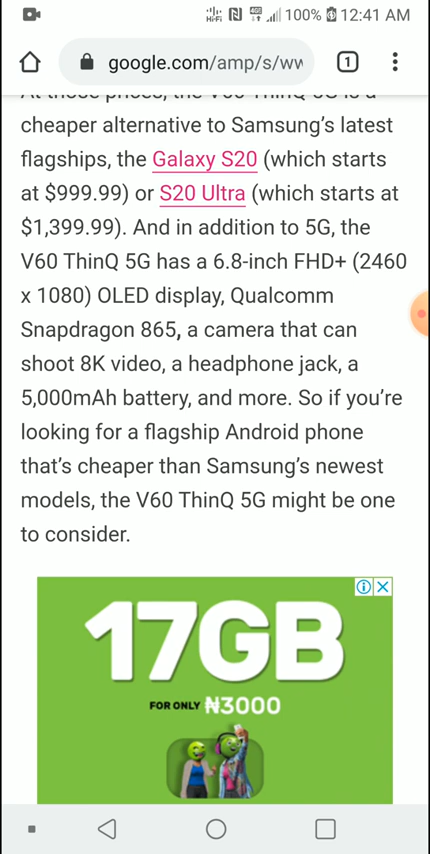 100% 12:41 AM
google.com/amp/s/ww
1
cheaper alternative to Samsung’s latest
flagships, the Galaxy S20 (which starts
at $999.99) or S20 Ultra (which starts at
$1,399.99). And in addition to 5G, the
V60 ThinQ 5G has a 6.8-inch FHD+ (2460
x 1080) OLED display, Qualcomm
Snapdragon 865, a camera that can
shoot 8K video, a headphone jack, a
5,000mAh battery, and more. So if you’re
looking for a flagship Android phone
that’s cheaper than Samsung’s newest
models, the V60 ThinQ 5G might be one
to consider.
17GB
FOR ONLY ₦3000